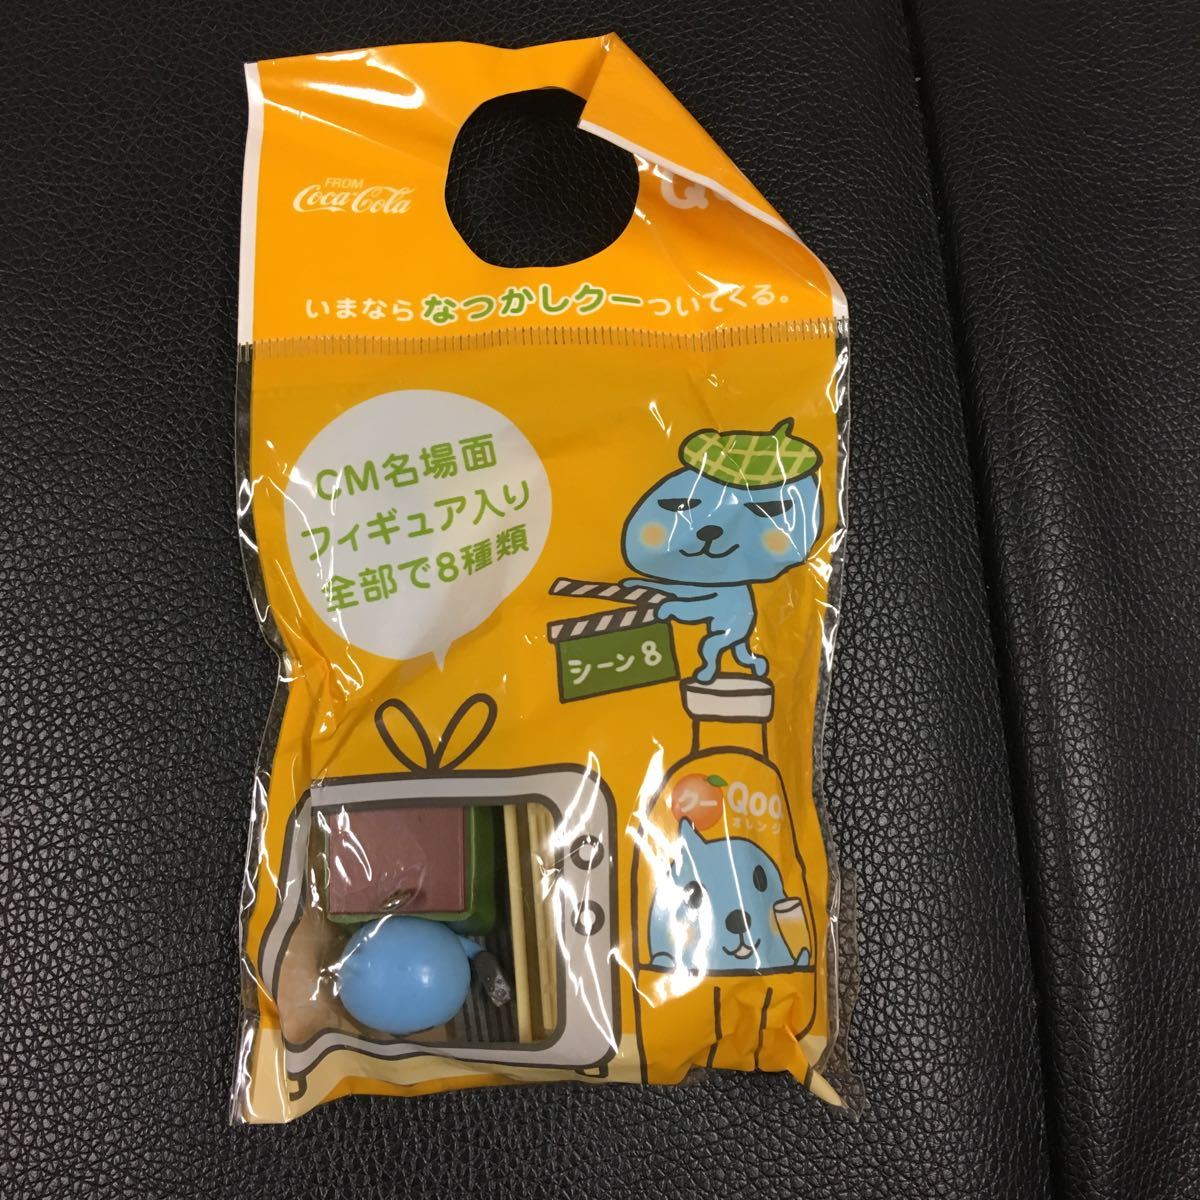 FROM
Coca-Cola
いまならなつかしクーついてくる。
CM名場面
フィギュア入り
全部で8種類
シーン8
クー Qoo
オレンジ